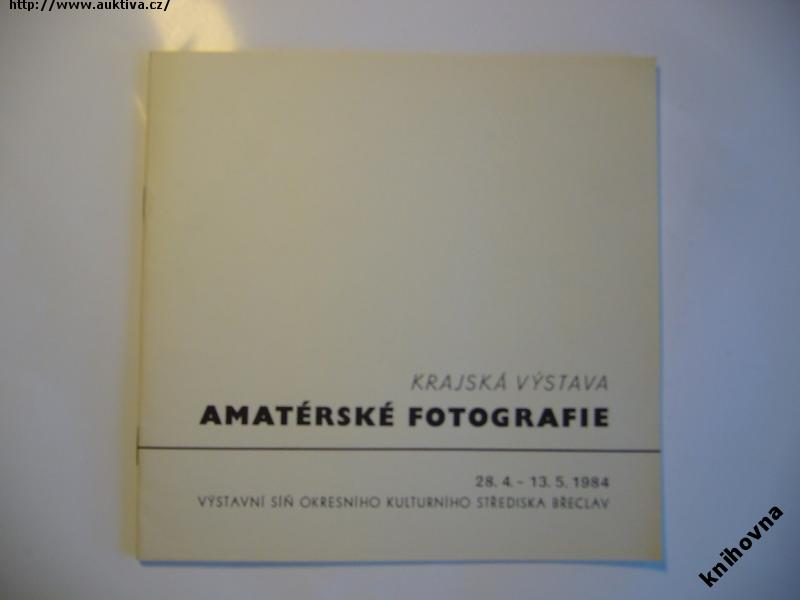 http://www.auktiva.cz/
KRAJSKÁ VÝSTAVA
AMATÉRSKÉ FOTOGRAFIE
28. 4. – 13. 5. 1984
VÝSTAVNÍ SÍŇ OKRESNÍHO KULTURNÍHO STŘEDISKA BŘECLAV
knihovna